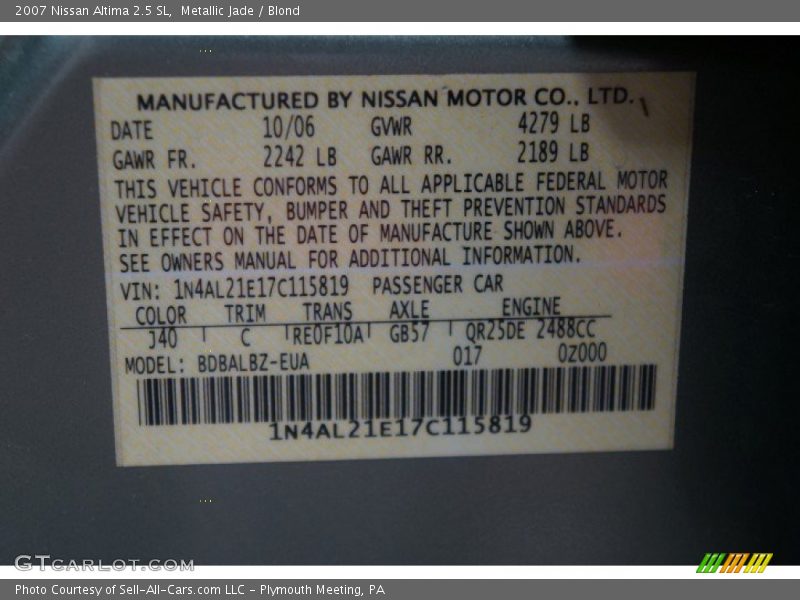 2007 Nissan Altima 2.5 SL,  Metallic Jade / Blond
MANUFACTURED BY NISSAN MOTOR CO., LTD.
DATE 10/06 GVWR 4279 LB
GAWR FR. 2242 LB GAWR RR. 2189 LB
THIS VEHICLE CONFORMS TO ALL APPLICABLE FEDERAL MOTOR
VEHICLE SAFETY, BUMPER AND THEFT PREVENTION STANDARDS
IN EFFECT ON THE DATE OF MANUFACTURE SHOWN ABOVE.
SEE OWNERS MANUAL FOR ADDITIONAL INFORMATION.
VIN: 1N4AL21E17C115819 PASSENGER CAR
COLOR TRIM TRANS AXLE ENGINE
J40 C RE0F10A GB57 QR25DE 2488CC
MODEL: BDBALBZ-EUA 017 0Z000
1N4AL21E17C115819
GTcarlot.com
Photo Courtesy of Sell-All-Cars.com LLC - Plymouth Meeting, PA